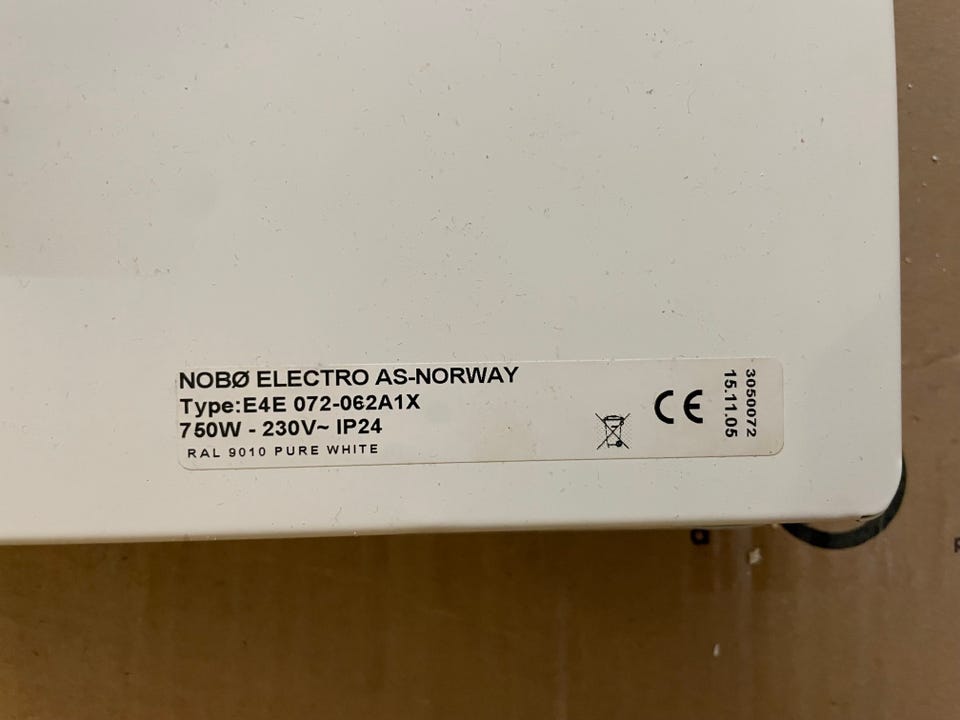 NOBØ ELECTRO AS-NORWAY
Type:E4E 072-062A1X
750W - 230V~ IP24
RAL 9010 PURE WHITE
CE
3050072
15.11.05